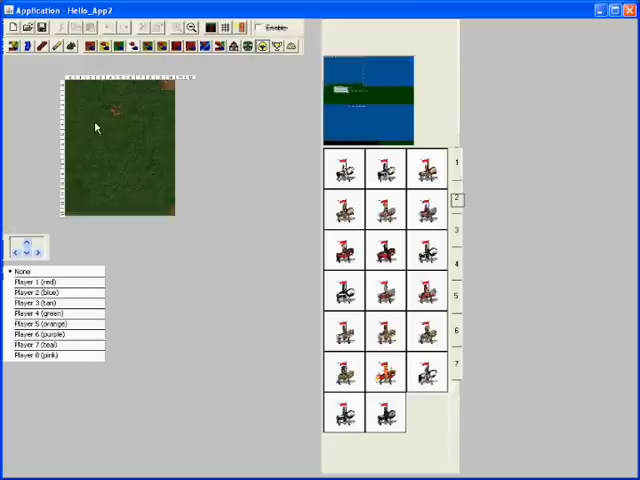 Application - Hello_App2
Enable
None
Player 1 (red)
Player 2 (blue)
Player 3 (tan)
Player 4 (green)
Player 5 (orange)
Player 6 (purple)
Player 7 (teal)
Player 8 (pink)
1
2
3
4
5
6
7